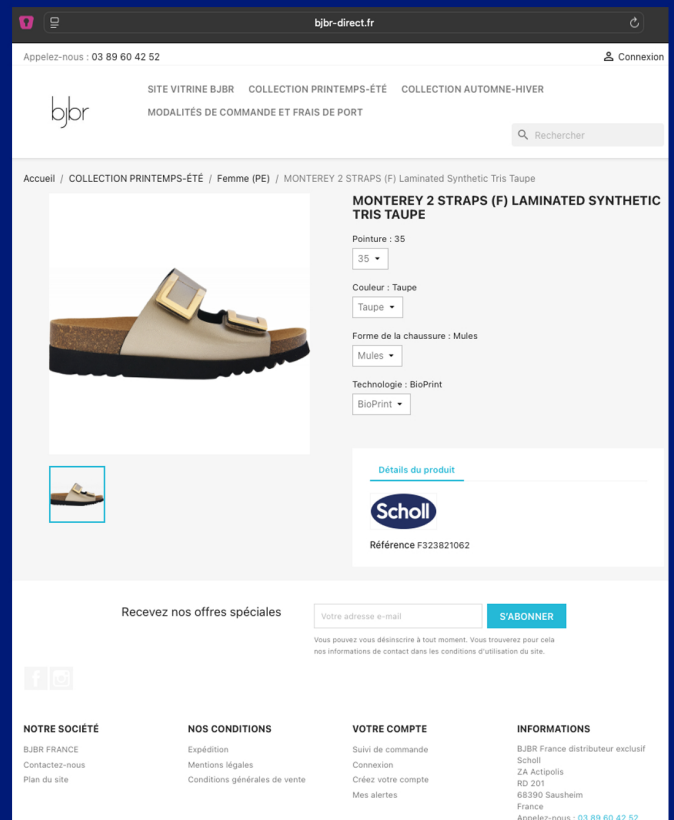 bjbr-direct.fr
Appelez-nous : 03 89 60 42 52
Connexion
bjbr
SITE VITRINE BJBR
COLLECTION PRINTEMPS-ÉTÉ
COLLECTION AUTOMNE-HIVER
MODALITÉS DE COMMANDE ET FRAIS DE PORT
Rechercher
Accueil / COLLECTION PRINTEMPS-ÉTÉ / Femme (PE) / MONTEREY 2 STRAPS (F) Laminated Synthetic Tris Taupe
MONTEREY 2 STRAPS (F) LAMINATED SYNTHETIC
TRIS TAUPE
Pointure : 35
35
Couleur : Taupe
Taupe
Forme de la chaussure : Mules
Mules
Technologie : BioPrint
BioPrint
Détails du produit
Scholl
Référence F323821062
Recevez nos offres spéciales
Votre adresse e-mail
S'ABONNER
Vous pouvez vous désinscrire à tout moment. Vous trouverez pour cela
nos informations de contact dans les conditions d'utilisation du site.
NOTRE SOCIÉTÉ
BJBR FRANCE
Contactez-nous
Plan du site
NOS CONDITIONS
Expédition
Mentions légales
Conditions générales de vente
VOTRE COMPTE
Suivi de commande
Connexion
Créez votre compte
Mes alertes
INFORMATIONS
BJBR France distributeur exclusif
Scholl
ZA Actipolis
RD 201
68390 Sausheim
France
Appelez-nous : 03 89 60 42 52